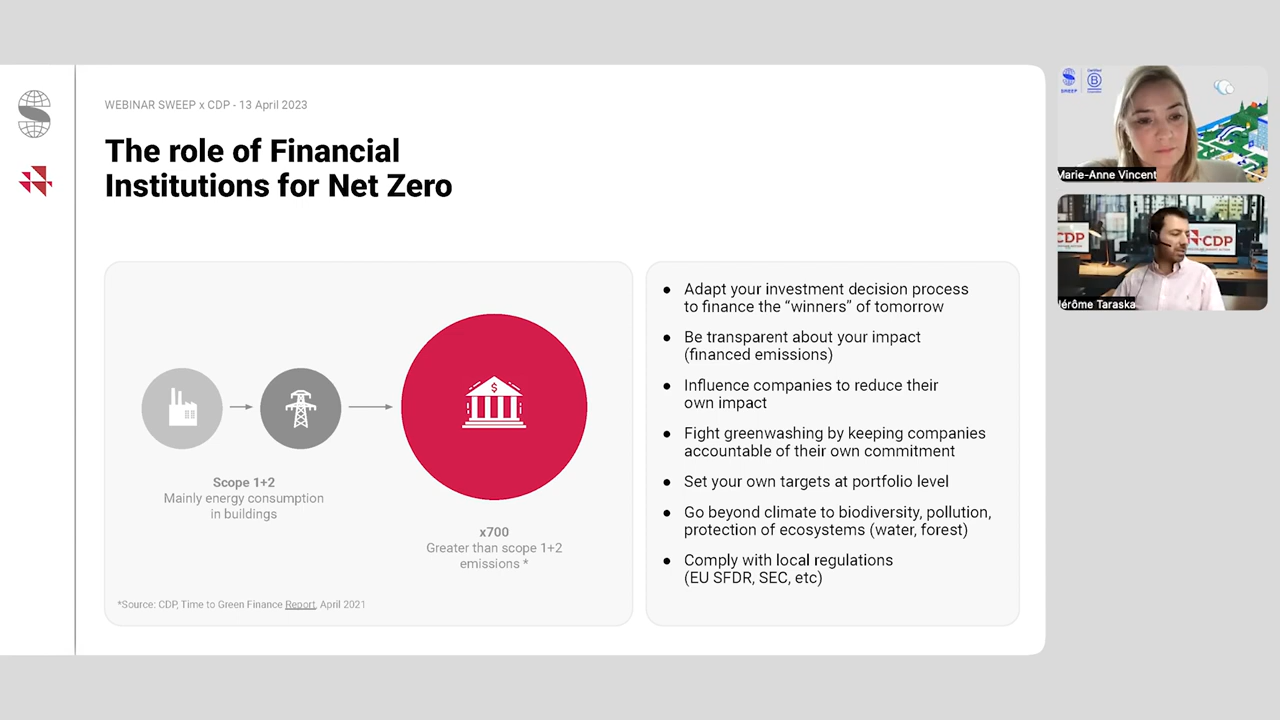 WEBINAR SWEEP x CDP - 13 April 2023
The role of Financial
Institutions for Net Zero
Scope 1+2
Mainly energy consumption
in buildings
$
x700
Greater than scope 1+2
emissions *
*Source: CDP, Time to Green Finance Report, April 2021
● Adapt your investment decision process
to finance the “winners” of tomorrow
● Be transparent about your impact
(financed emissions)
● Influence companies to reduce their
own impact
● Fight greenwashing by keeping companies
accountable of their own commitment
● Set your own targets at portfolio level
● Go beyond climate to biodiversity, pollution,
protection of ecosystems (water, forest)
● Comply with local regulations
(EU SFDR, SEC, etc)
SWEEP
Certified
B
Marie-Anne Vincent
CDP
CDP
Jérôme Taraska